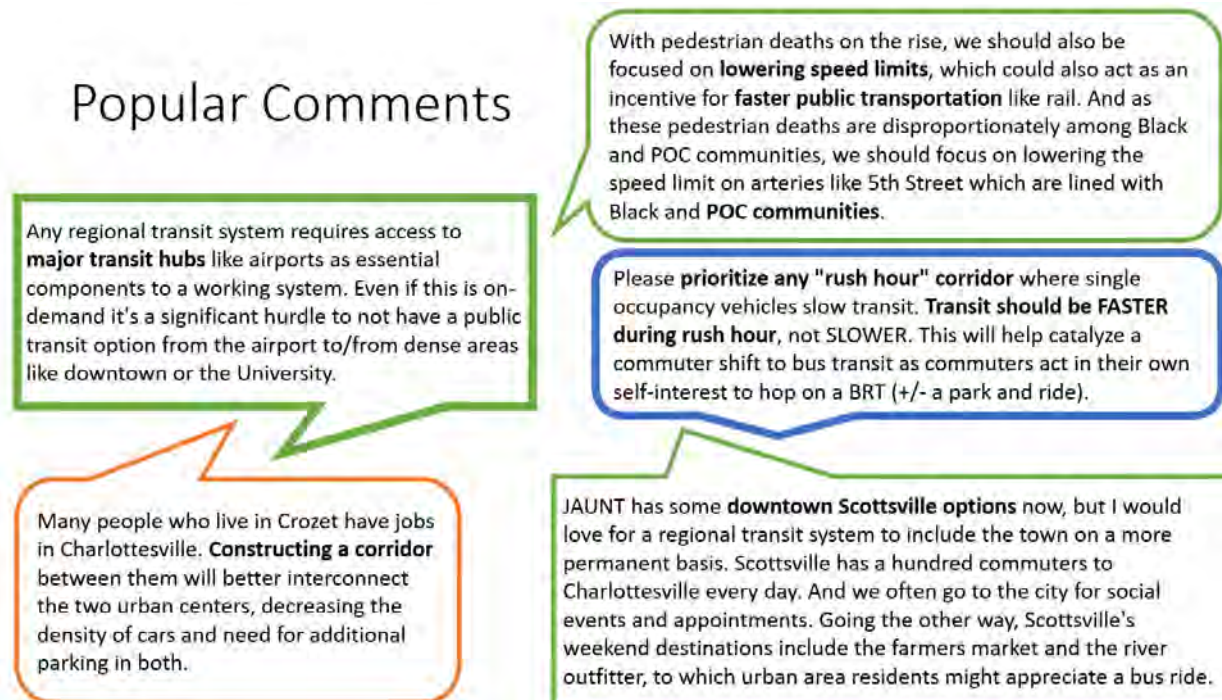 Popular Comments
With pedestrian deaths on the rise, we should also be
focused on lowering speed limits, which could also act as an
incentive for faster public transportation like rail. And as
these pedestrian deaths are disproportionately among Black
and POC communities, we should focus on lowering the
speed limit on arteries like 5th Street which are lined with
Black and POC communities.
Any regional transit system requires access to
major transit hubs like airports as essential
components to a working system. Even if this is on-
demand it's a significant hurdle to not have a public
transit option from the airport to/from dense areas
like downtown or the University.
Please prioritize any "rush hour" corridor where single
occupancy vehicles slow transit. Transit should be FASTER
during rush hour, not SLOWER. This will help catalyze a
commuter shift to bus transit as commuters act in their own
self-interest to hop on a BRT (+/- a park and ride).
Many people who live in Crozet have jobs
in Charlottesville. Constructing a corridor
between them will better interconnect
the two urban centers, decreasing the
density of cars and need for additional
parking in both.
JAUNT has some downtown Scottsville options now, but I would
love for a regional transit system to include the town on a more
permanent basis. Scottsville has a hundred commuters to
Charlottesville every day. And we often go to the city for social
events and appointments. Going the other way, Scottsville's
weekend destinations include the farmers market and the river
outfitter, to which urban area residents might appreciate a bus ride.